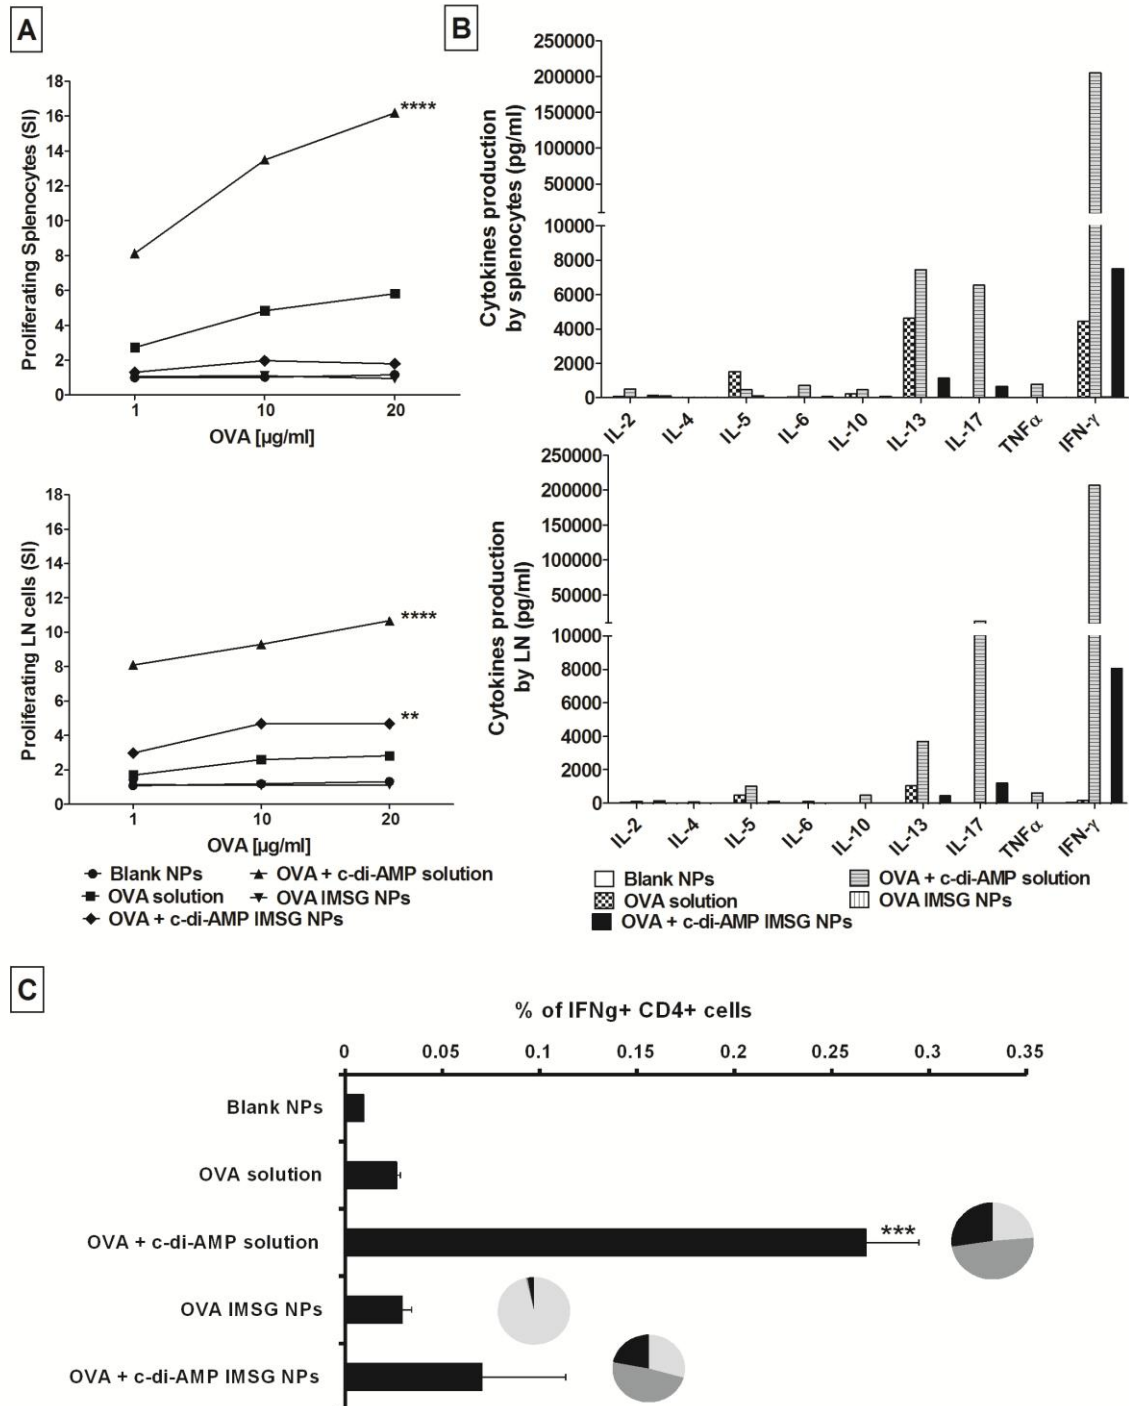 A
Proliferating Splenocytes (SI)
18
16
14
12
10
8
6
4
2
0
****
1 10 20
OVA [µg/ml]
Proliferating LN cells (SI)
18
16
14
12
10
8
6
4
2
0
****
**
1 10 20
OVA [µg/ml]
Blank NPs
OVA + c-di-AMP solution
OVA solution
OVA IMSG NPs
OVA + c-di-AMP IMSG NPs
B
Cytokines production
by splenocytes (pg/ml)
250000
200000
150000
100000
50000
10000
8000
6000
4000
2000
0
IL-2 IL-4 IL-5 IL-6 IL-10 IL-13 IL-17 TNFα IFN-γ
Cytokines production
by LN (pg/ml)
250000
200000
150000
100000
50000
10000
8000
6000
4000
2000
0
IL-2 IL-4 IL-5 IL-6 IL-10 IL-13 IL-17 TNFα IFN-γ
Blank NPs
OVA + c-di-AMP solution
OVA solution
OVA IMSG NPs
OVA + c-di-AMP IMSG NPs
C
% of IFNg+ CD4+ cells
0 0.05 0.1 0.15 0.2 0.25 0.3 0.35
Blank NPs
OVA solution
OVA + c-di-AMP solution
***
OVA IMSG NPs
OVA + c-di-AMP IMSG NPs